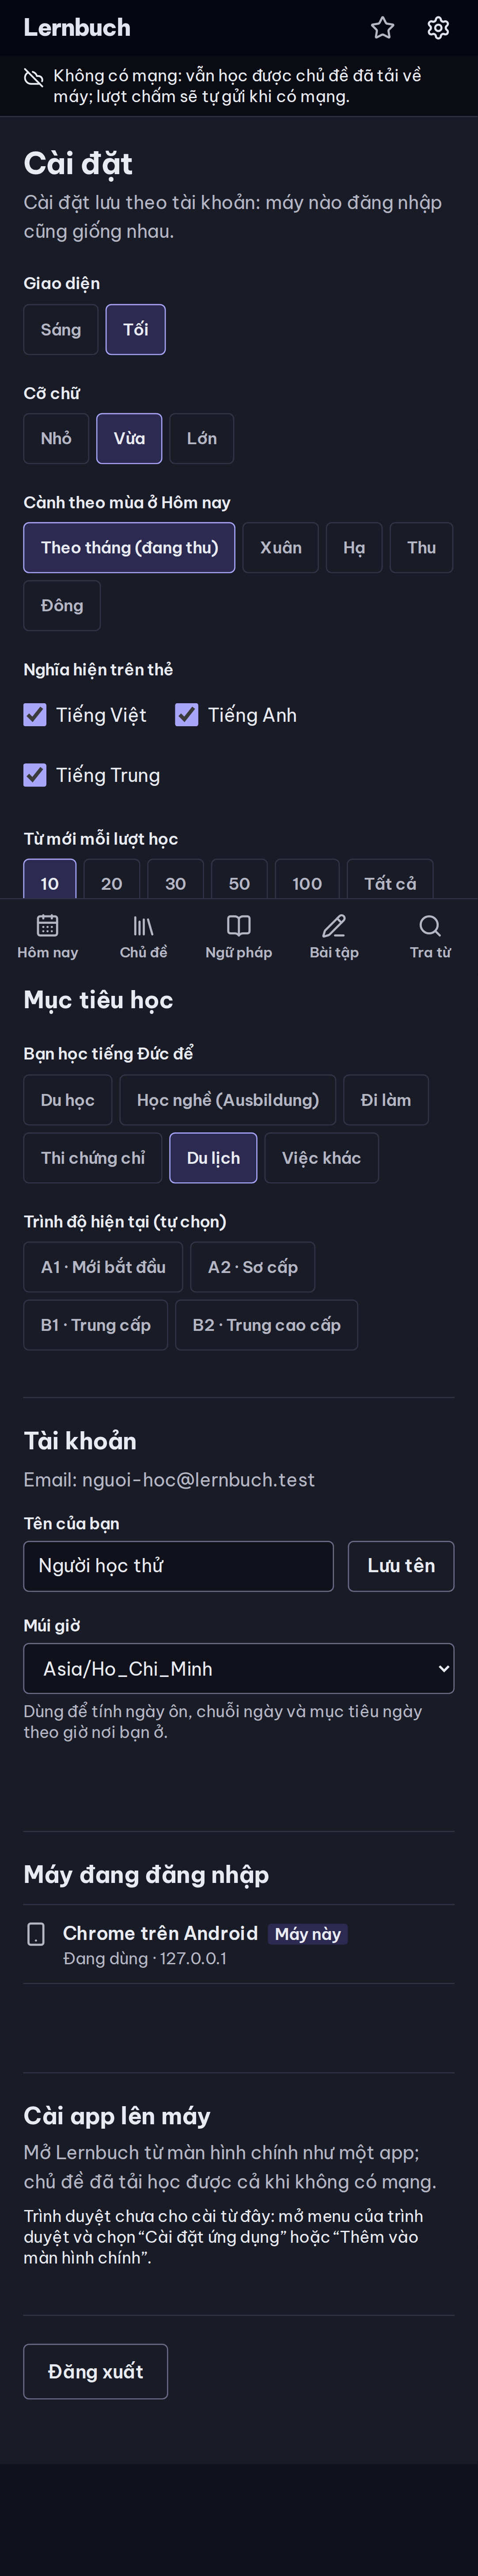 Lernbuch
Không có mạng: vẫn học được chủ đề đã tải về
máy; lượt chấm sẽ tự gửi khi có mạng.
Cài đặt
Cài đặt lưu theo tài khoản: máy nào đăng nhập
cũng giống nhau.
Giao diện
Sáng
Tối
Cỡ chữ
Nhỏ
Vừa
Lớn
Cành theo mùa ở Hôm nay
Theo tháng (đang thu)
Xuân
Hạ
Thu
Đông
Nghĩa hiện trên thẻ
Tiếng Việt
Tiếng Anh
Tiếng Trung
Từ mới mỗi lượt học
10
20
30
50
100
Tất cả
Hôm nay
Chủ đề
Ngữ pháp
Bài tập
Tra từ
Mục tiêu học
Bạn học tiếng Đức để
Du học
Học nghề (Ausbildung)
Đi làm
Thi chứng chỉ
Du lịch
Việc khác
Trình độ hiện tại (tự chọn)
A1 · Mới bắt đầu
A2 · Sơ cấp
B1 · Trung cấp
B2 · Trung cao cấp
Tài khoản
Email: nguoi-hoc@lernbuch.test
Tên của bạn
Người học thử
Lưu tên
Múi giờ
Asia/Ho_Chi_Minh
Dùng để tính ngày ôn, chuỗi ngày và mục tiêu ngày
theo giờ nơi bạn ở.
Máy đang đăng nhập
Chrome trên Android
Máy này
Đang dùng · 127.0.0.1
Cài app lên máy
Mở Lernbuch từ màn hình chính như một app;
chủ đề đã tải học được cả khi không có mạng.
Trình duyệt chưa cho cài từ đây: mở menu của trình
duyệt và chọn “Cài đặt ứng dụng” hoặc “Thêm vào
màn hình chính”.
Đăng xuất